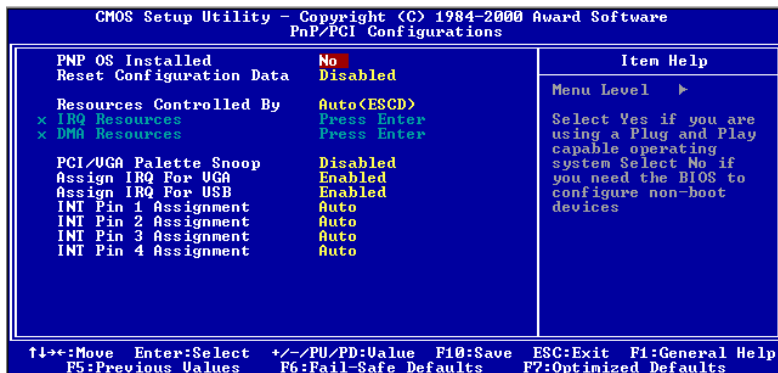 CMOS Setup Utility - Copyright (C) 1984-2000 Award Software
PnP/PCI Configurations
PNP OS Installed No
Reset Configuration Data Disabled
Resources Controlled By Auto(ESCD)
x IRQ Resources Press Enter
x DMA Resources Press Enter
PCI/VGA Palette Snoop Disabled
Assign IRQ For VGA Enabled
Assign IRQ For USB Enabled
INT Pin 1 Assignment Auto
INT Pin 2 Assignment Auto
INT Pin 3 Assignment Auto
INT Pin 4 Assignment Auto
Item Help
Menu Level ►
Select Yes if you are
using a Plug and Play
capable operating
system Select No if
you need the BIOS to
configure non-boot
devices
↑↓→←:Move Enter:Select +/-/PU/PD:Value F10:Save ESC:Exit F1:General Help
F5:Previous Values F6:Fail-Safe Defaults F7:Optimized Defaults